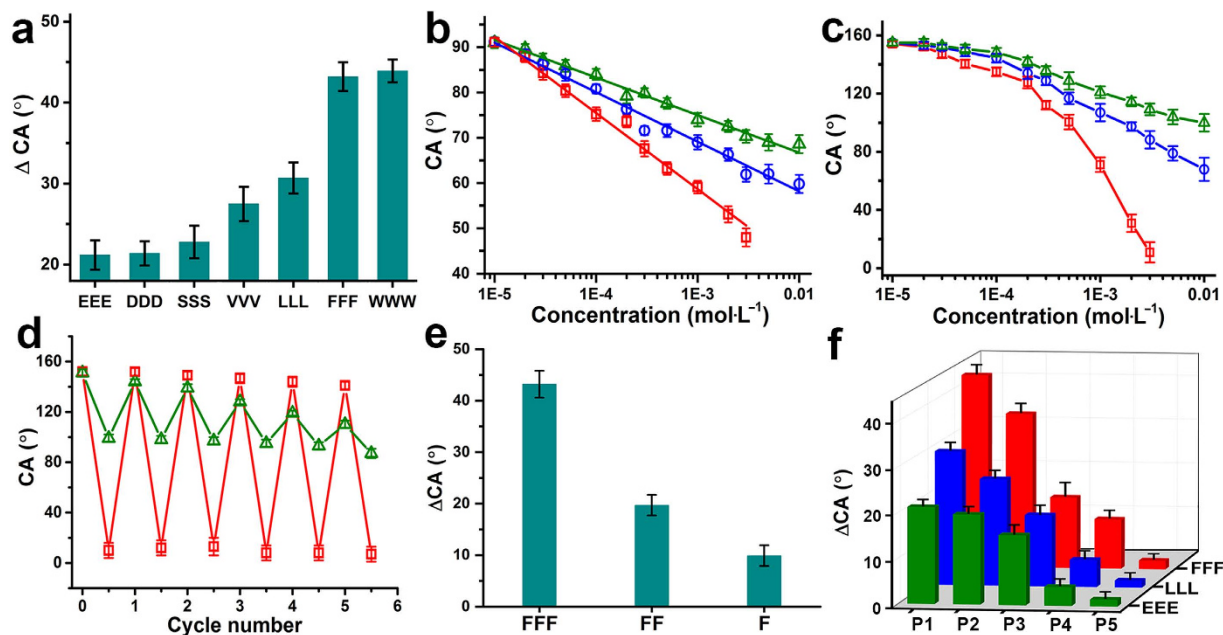 a
50
40
30
20
Δ CA (°)
EEE DDD SSS VVV LLL FFF WWW
b
90
80
70
60
50
40
CA (°)
1E-5 1E-4 1E-3 0.01
Concentration (mol·L⁻¹)
c
160
120
80
40
0
CA (°)
1E-5 1E-4 1E-3 0.01
Concentration (mol·L⁻¹)
d
160
120
80
40
0
CA (°)
0 1 2 3 4 5 6
Cycle number
e
50
40
30
20
10
0
ΔCA (°)
FFF FF F
f
40
30
20
10
0
ΔCA (°)
P1 P2 P3 P4 P5
FFF
LLL
EEE